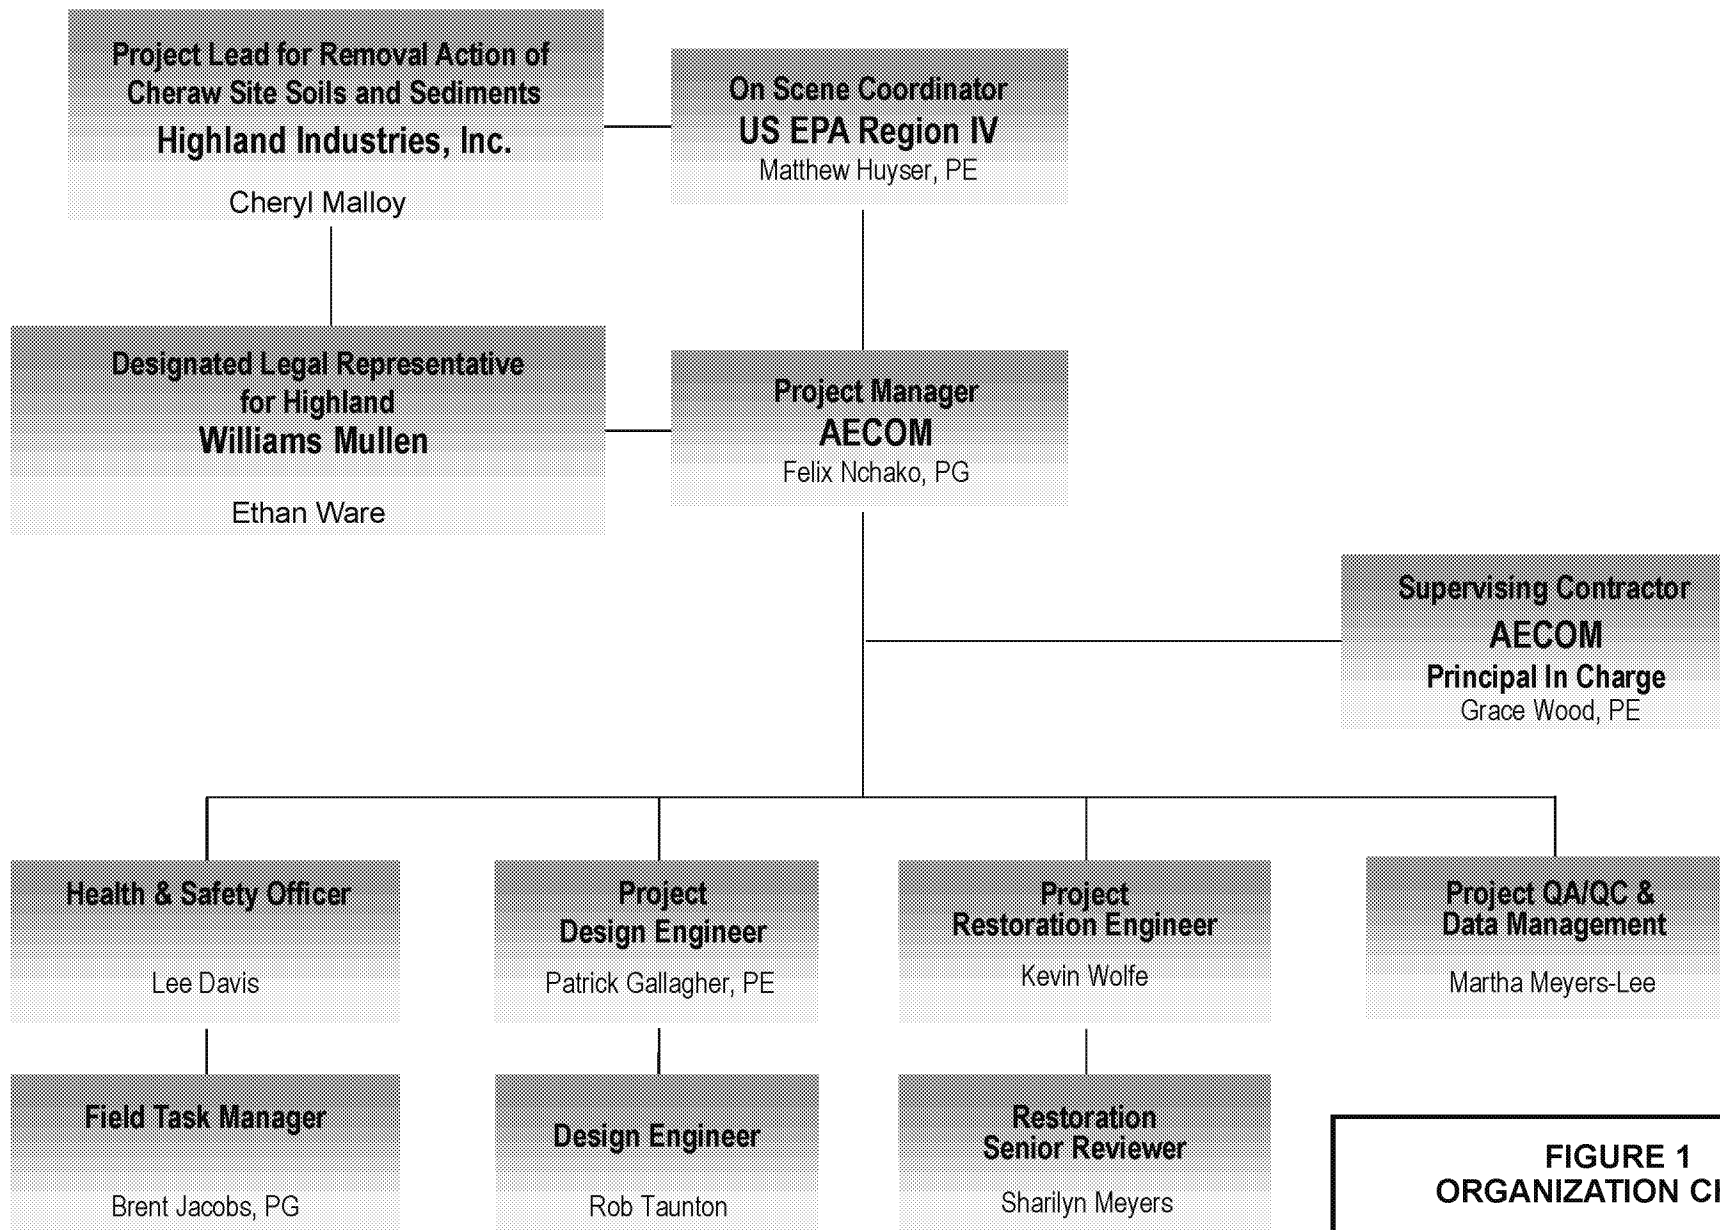 Project Lead for Removal Action of
Cheraw Site Soils and Sediments
Highland Industries, Inc.
Cheryl Malloy
On Scene Coordinator
US EPA Region IV
Matthew Huyser, PE
Designated Legal Representative
for Highland
Williams Mullen
Ethan Ware
Project Manager
AECOM
Felix Nchako, PG
Supervising Contractor
AECOM
Principal In Charge
Grace Wood, PE
Health & Safety Officer
Lee Davis
Project
Design Engineer
Patrick Gallagher, PE
Project
Restoration Engineer
Kevin Wolfe
Project QA/QC &
Data Management
Martha Meyers-Lee
Field Task Manager
Brent Jacobs, PG
Design Engineer
Rob Taunton
Restoration
Senior Reviewer
Sharilyn Meyers
FIGURE 1
ORGANIZATION